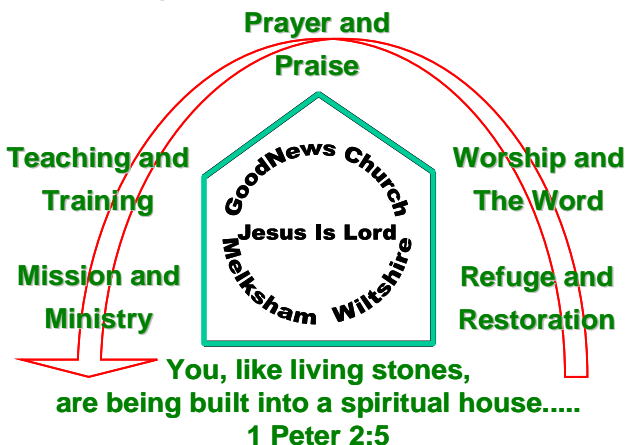 Prayer and
Praise
Teaching and
Training
Worship and
The Word
GoodNews Church
Jesus Is Lord
Melksham Wiltshire
Mission and
Ministry
Refuge and
Restoration
You, like living stones,
are being built into a spiritual house.....
1 Peter 2:5